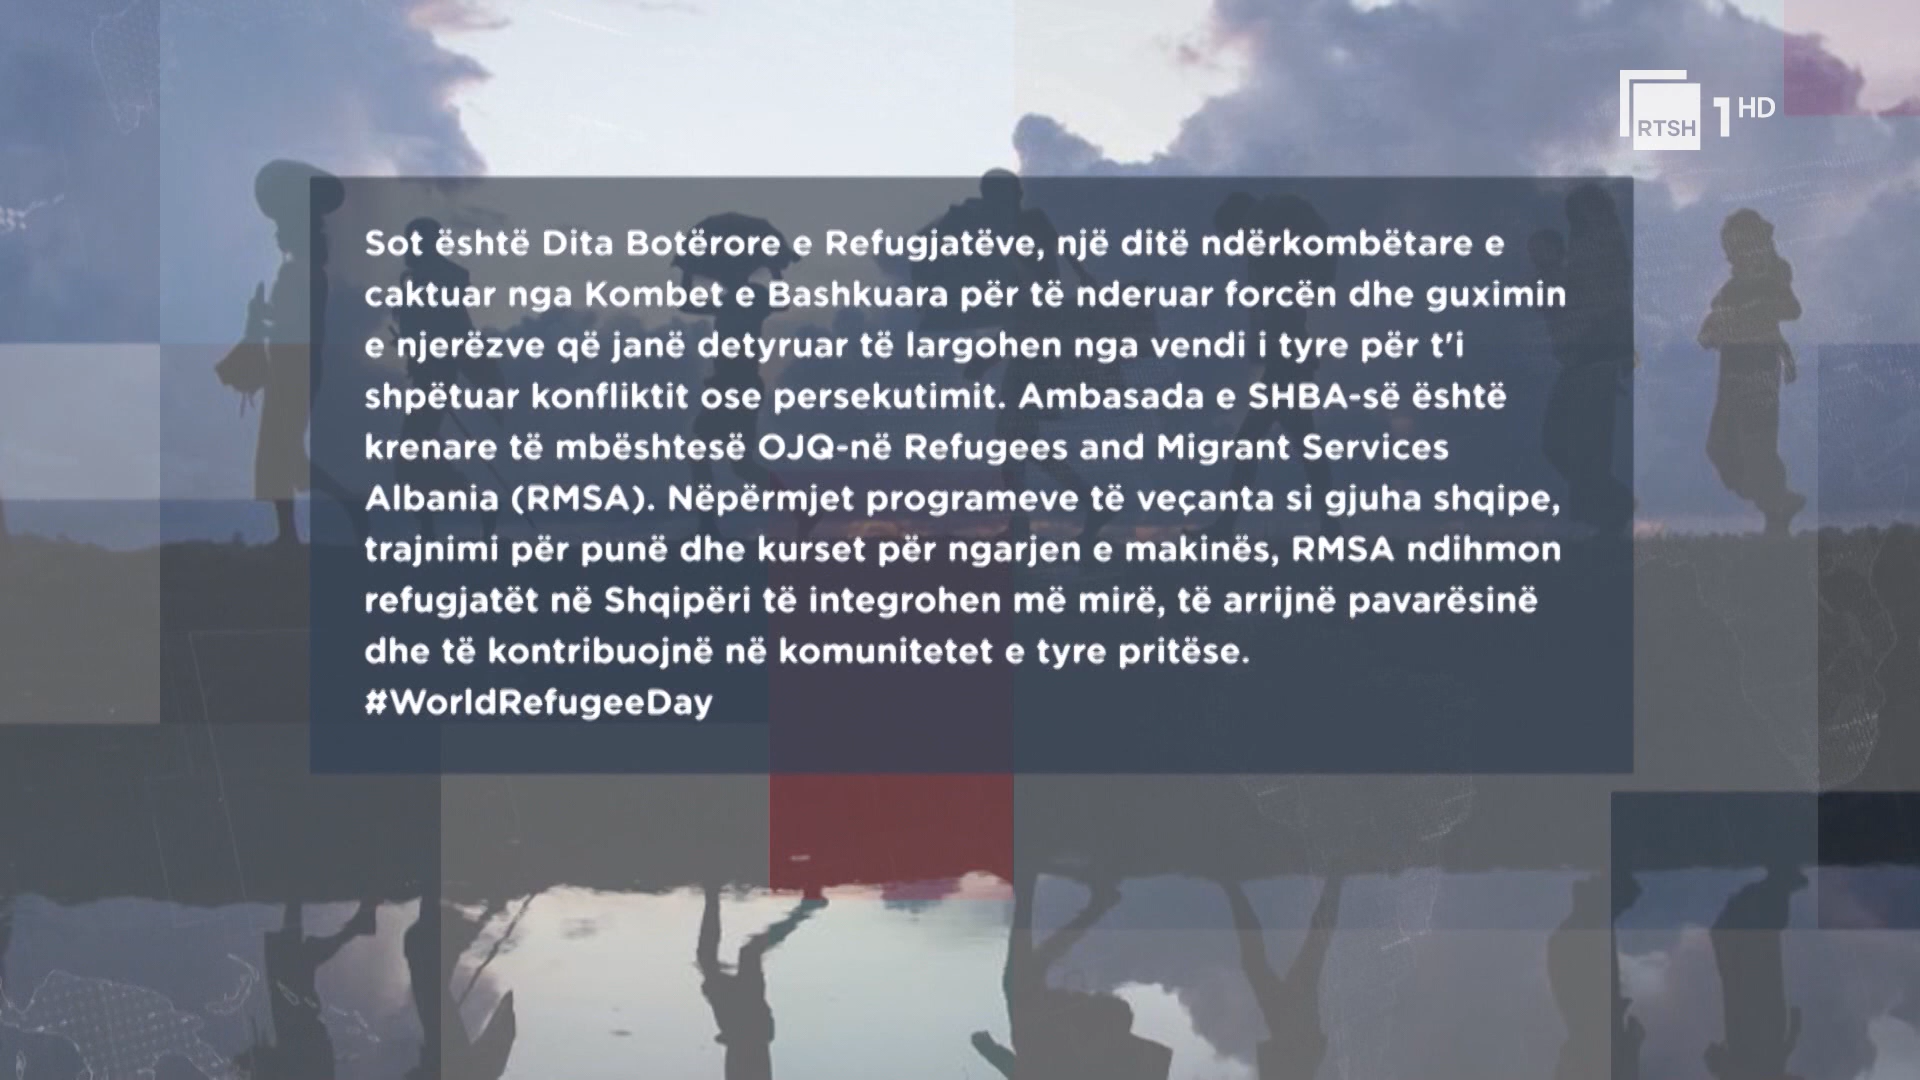 RTSH 1 HD
Sot është Dita Botërore e Refugjatëve, një ditë ndërkombëtare e
caktuar nga Kombet e Bashkuara për të nderuar forcën dhe guximin
e njerëzve që janë detyruar të largohen nga vendi i tyre për t'i
shpëtuar konfliktit ose persekutimit. Ambasada e SHBA-së është
krenare të mbështesë OJQ-në Refugees and Migrant Services
Albania (RMSA). Nëpërmjet programeve të veçanta si gjuha shqipe,
trajnimi për punë dhe kurset për ngarjen e makinës, RMSA ndihmon
refugjatët në Shqipëri të integrohen më mirë, të arrijnë pavarësinë
dhe të kontribuojnë në komunitetet e tyre pritëse.
#WorldRefugeeDay